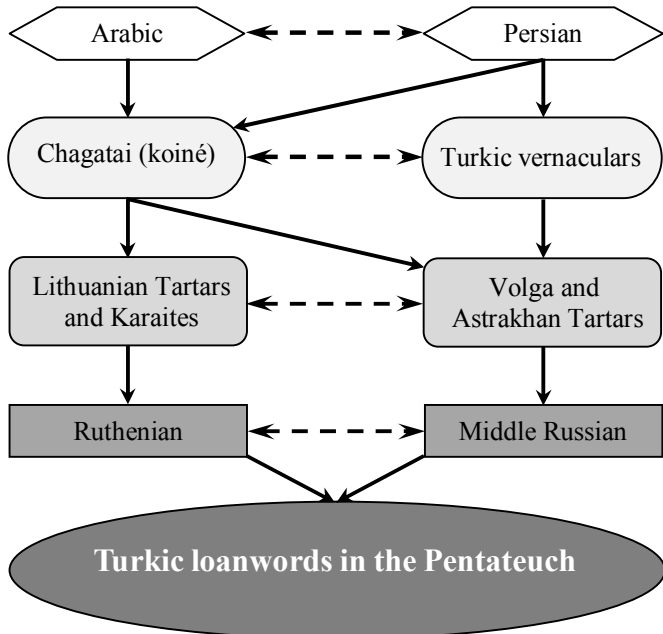 Arabic
Persian
Chagatai (koiné)
Turkic vernaculars
Lithuanian Tartars
and Karaites
Volga and
Astrakhan Tartars
Ruthenian
Middle Russian
Turkic loanwords in the Pentateuch